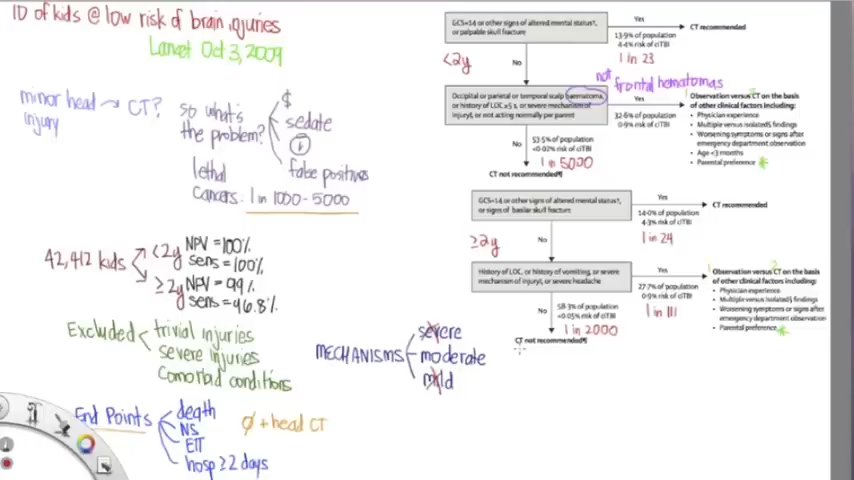 ID of kids @ low risk of brain injuries
Lancet Oct 3, 2009
minor head → CT?
injury
so what's
the problem?
$
sedate
false positives
lethal
cancers. 1 in 1000 - 5000
42,412 kids
<2y NPV = 100%
sens = 100%
≥2y NPV = 99%
sens = 96.8%
Excluded
trivial injuries
severe injuries
comorbid conditions
MECHANISMS
severe
moderate
mild
End Points
death
NS
ETT
hosp ≥2 days
∅ + head CT
<2y
GCS=14 or other signs of altered mental status†,
or palpable skull fracture
Yes
13·9% of population
4·4% risk of ciTBI
1 in 23
CT recommended
No
not frontal hematomas
Occipital or parietal or temporal scalp haematoma,
or history of LOC ≥5 s, or severe mechanism of
injury‡, or not acting normally per parent
Yes
32·6% of population
0·9% risk of ciTBI
1 2
Observation versus CT on the basis
of other clinical factors including:
• Physician experience
• Multiple versus isolated§ findings
• Worsening symptoms or signs after
emergency department observation
• Age <3 months
• Parental preference
No
53·5% of population
<0·02% risk of ciTBI
1 in 5000
CT not recommended¶
≥2y
GCS=14 or other signs of altered mental status†,
or signs of basilar skull fracture
Yes
14·0% of population
4·3% risk of ciTBI
1 in 24
CT recommended
No
History of LOC, or history of vomiting, or severe
mechanism of injury‡, or severe headache
Yes
27·7% of population
0·9% risk of ciTBI
1 in 111
1 2
Observation versus CT on the basis
of other clinical factors including:
• Physician experience
• Multiple versus isolated§ findings
• Worsening symptoms or signs after
emergency department observation
• Parental preference
No
58·3% of population
<0·05% risk of ciTBI
1 in 2000
CT not recommended¶